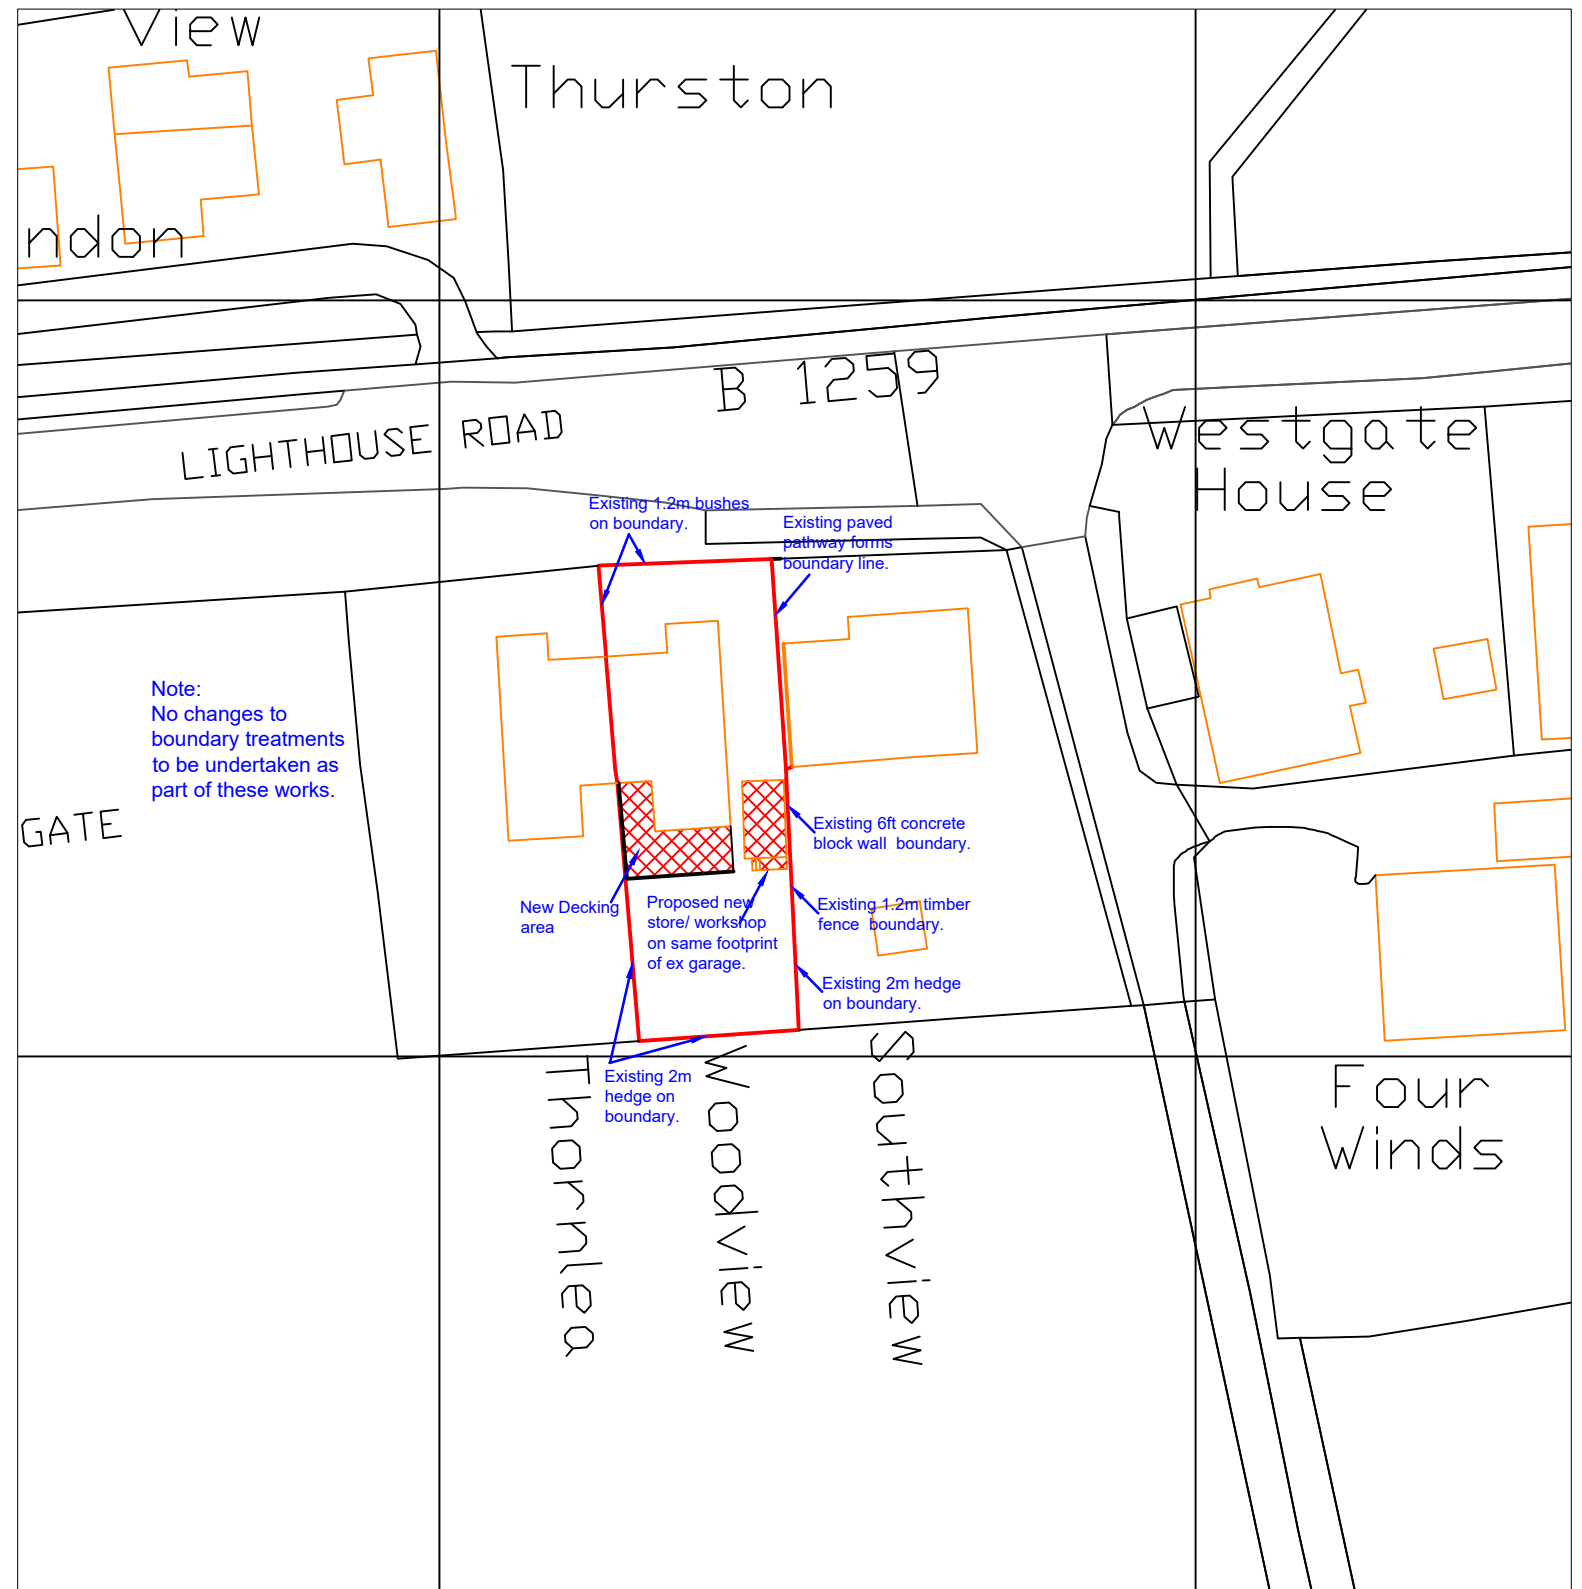 View
Thurston
ndon
B 1259
LIGHTHOUSE ROAD
Westgate
House
Existing 1.2m bushes
on boundary.
Existing paved
pathway forms
boundary line.
Note:
No changes to
boundary treatments
to be undertaken as
part of these works.
GATE
Existing 6ft concrete
block wall boundary.
New Decking
area
Proposed new
store/ workshop
on same footprint
of ex garage.
Existing 1.2m timber
fence boundary.
Existing 2m hedge
on boundary.
Existing 2m
hedge on
boundary.
Thornlea
Woodview
Southview
Four
Winds